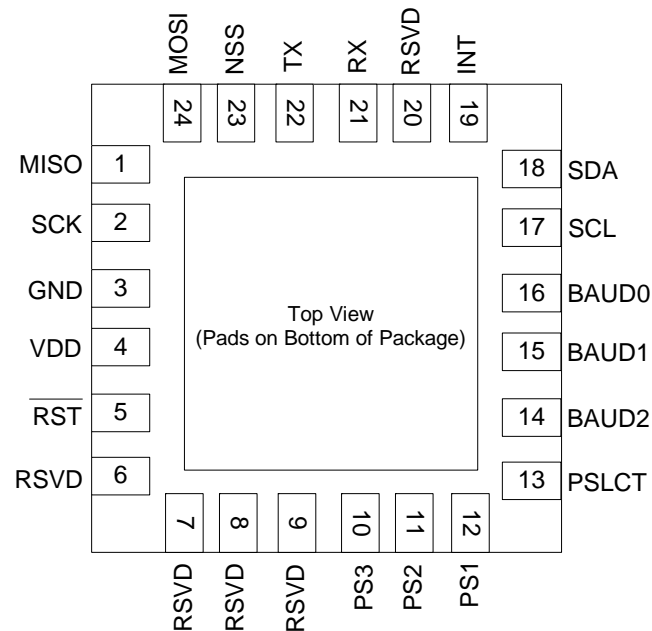 MOSI
NSS
TX
RX
RSVD
INT
24
23
22
21
20
19
MISO 1
SCK 2
GND 3
VDD 4
RST 5
RSVD 6
18 SDA
17 SCL
16 BAUD0
15 BAUD1
14 BAUD2
13 PSLCT
Top View
(Pads on Bottom of Package)
7
8
9
10
11
12
RSVD
RSVD
RSVD
PS3
PS2
PS1